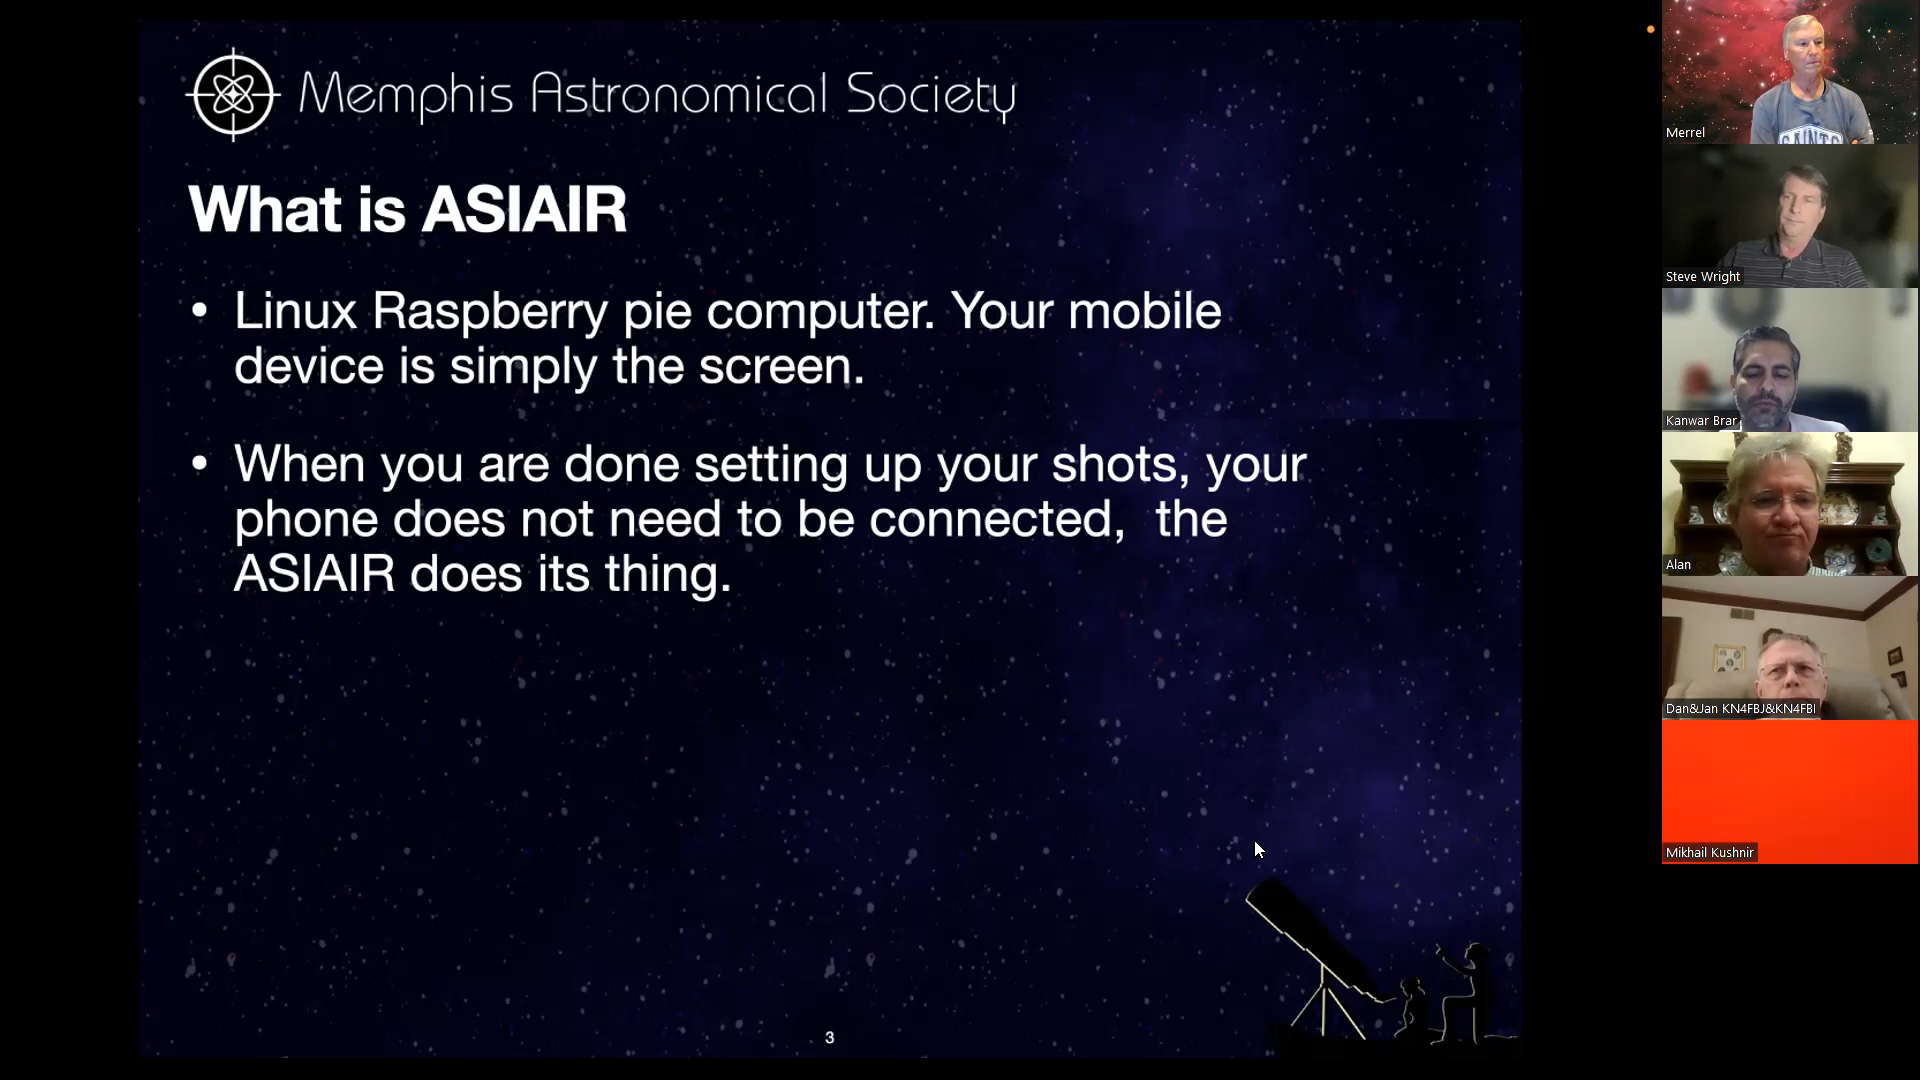 Memphis Astronomical Society
What is ASIAIR
• Linux Raspberry pie computer. Your mobile
device is simply the screen.
• When you are done setting up your shots, your
phone does not need to be connected,  the
ASIAIR does its thing.
3
Merrel
SAINTS
Steve Wright
Kanwar Brar
Alan
Dan&Jan KN4FBJ&KN4FBI
Mikhail Kushnir